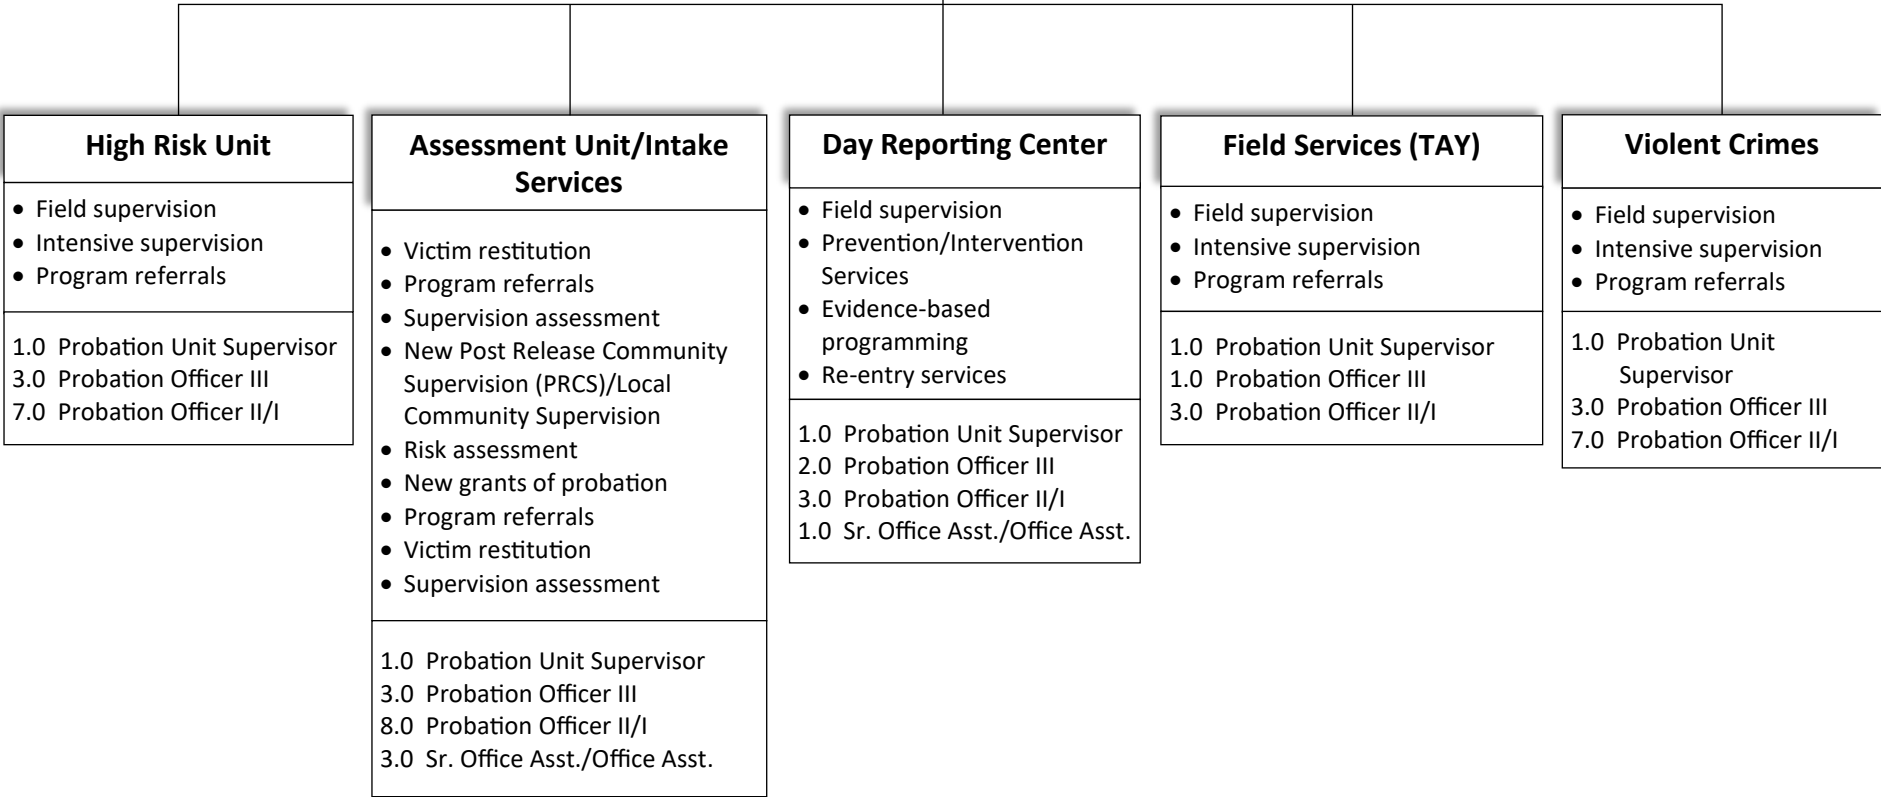 High Risk Unit
• Field supervision
• Intensive supervision
• Program referrals
1.0 Probation Unit Supervisor
3.0 Probation Officer III
7.0 Probation Officer II/I
Assessment Unit/Intake
Services
• Victim restitution
• Program referrals
• Supervision assessment
• New Post Release Community
Supervision (PRCS)/Local
Community Supervision
• Risk assessment
• New grants of probation
• Program referrals
• Victim restitution
• Supervision assessment
1.0 Probation Unit Supervisor
3.0 Probation Officer III
8.0 Probation Officer II/I
3.0 Sr. Office Asst./Office Asst.
Day Reporting Center
• Field supervision
• Prevention/Intervention
Services
• Evidence-based
programming
• Re-entry services
1.0 Probation Unit Supervisor
2.0 Probation Officer III
3.0 Probation Officer II/I
1.0 Sr. Office Asst./Office Asst.
Field Services (TAY)
• Field supervision
• Intensive supervision
• Program referrals
1.0 Probation Unit Supervisor
1.0 Probation Officer III
3.0 Probation Officer II/I
Violent Crimes
• Field supervision
• Intensive supervision
• Program referrals
1.0 Probation Unit
Supervisor
3.0 Probation Officer III
7.0 Probation Officer II/I